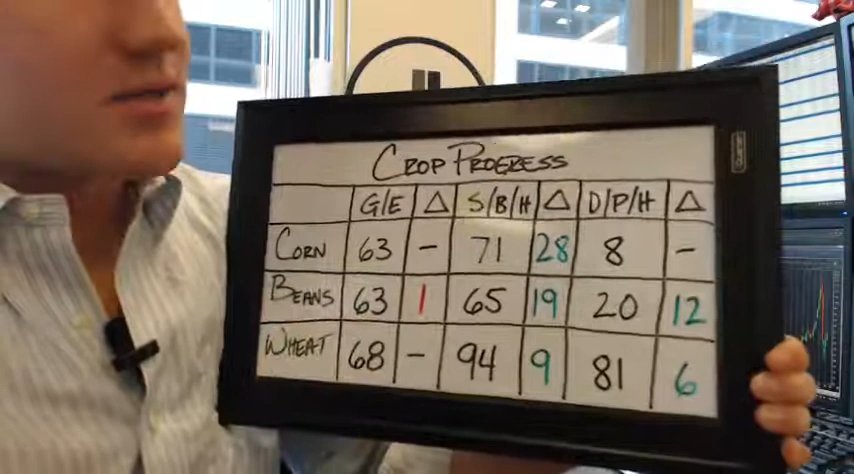 CROP PROGRESS
G/E Δ S/B/H Δ D/P/H Δ
CORN 63 - 71 28 8 -
BEANS 63 1 65 19 20 12
WHEAT 68 - 94 9 81 6